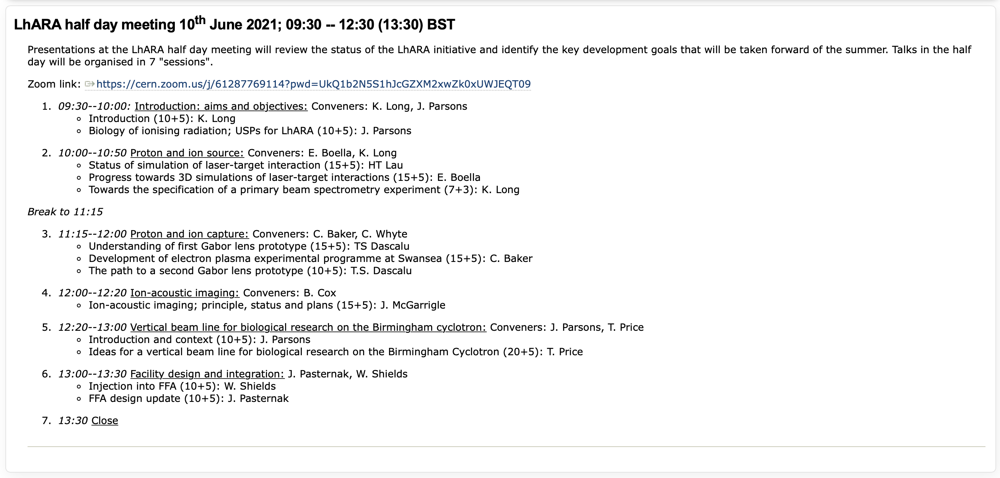 LhARA half day meeting 10th June 2021; 09:30 -- 12:30 (13:30) BST
Presentations at the LhARA half day meeting will review the status of the LhARA initiative and identify the key development goals that will be taken forward of the summer. Talks in the half
day will be organised in 7 "sessions".
Zoom link: https://cern.zoom.us/j/61287769114?pwd=UkQ1b2N5S1hJcGZXM2xwZk0xUWJEQT09
1. 09:30--10:00: Introduction: aims and objectives: Conveners: K. Long, J. Parsons
Introduction (10+5): K. Long
Biology of ionising radiation; USPs for LhARA (10+5): J. Parsons
2. 10:00--10:50 Proton and ion source: Conveners: E. Boella, K. Long
Status of simulation of laser-target interaction (15+5): HT Lau
Progress towards 3D simulations of laser-target interactions (15+5): E. Boella
Towards the specification of a primary beam spectrometry experiment (7+3): K. Long
Break to 11:15
3. 11:15--12:00 Proton and ion capture: Conveners: C. Baker, C. Whyte
Understanding of first Gabor lens prototype (15+5): TS Dascalu
Development of electron plasma experimental programme at Swansea (15+5): C. Baker
The path to a second Gabor lens prototype (10+5): T.S. Dascalu
4. 12:00--12:20 Ion-acoustic imaging: Conveners: B. Cox
Ion-acoustic imaging; principle, status and plans (15+5): J. McGarrigle
5. 12:20--13:00 Vertical beam line for biological research on the Birmingham cyclotron: Conveners: J. Parsons, T. Price
Introduction and context (10+5): J. Parsons
Ideas for a vertical beam line for biological research on the Birmingham Cyclotron (20+5): T. Price
6. 13:00--13:30 Facility design and integration: J. Pasternak, W. Shields
Injection into FFA (10+5): W. Shields
FFA design update (10+5): J. Pasternak
7. 13:30 Close